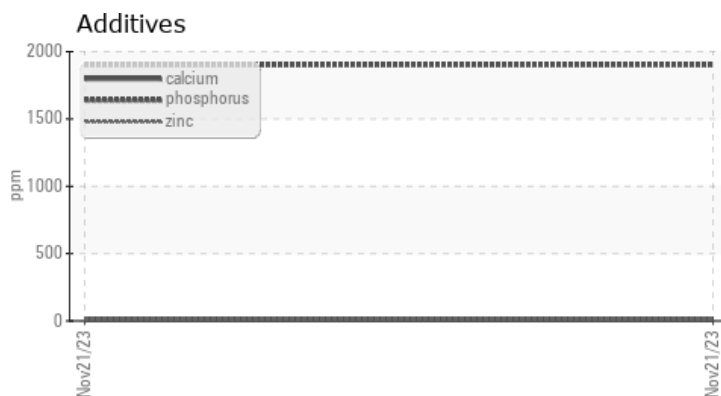 Additives
2000
calcium
phosphorus
zinc
1500
1000
ppm
500
0
Nov21/23
Nov21/23